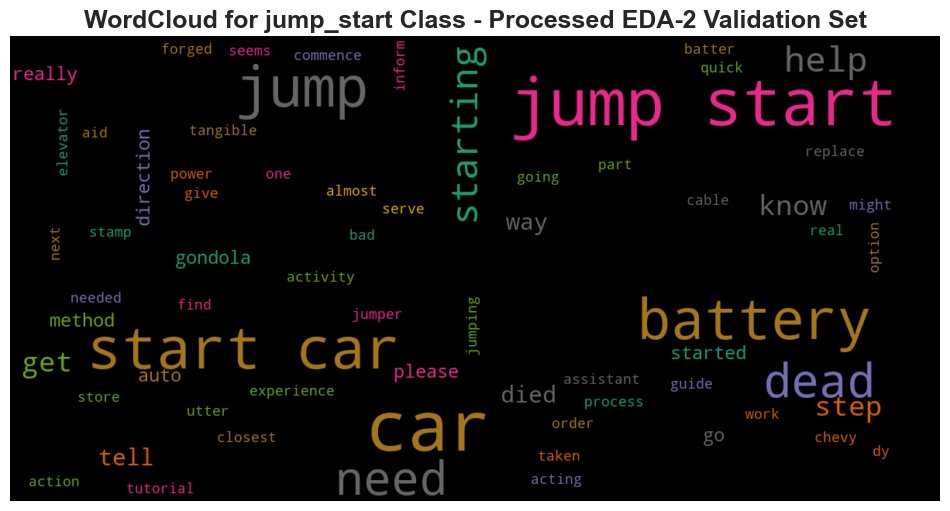 WordCloud for jump_start Class - Processed EDA-2 Validation Set
forged
seems
commence
inform
batter
quick
help
really
jump
starting
jump start
elevator
aid
tangible
direction
replace
part
power
one
going
give
almost
serve
cable
know
might
way
next
stamp
bad
real
option
gondola
activity
needed
find
method
jumper
jumping
battery
start car
started
get
auto
please
assistant
guide
dead
store
experience
died
process
step
utter
work
closest
car
order
go
chevy
tell
taken
dy
action
tutorial
need
acting